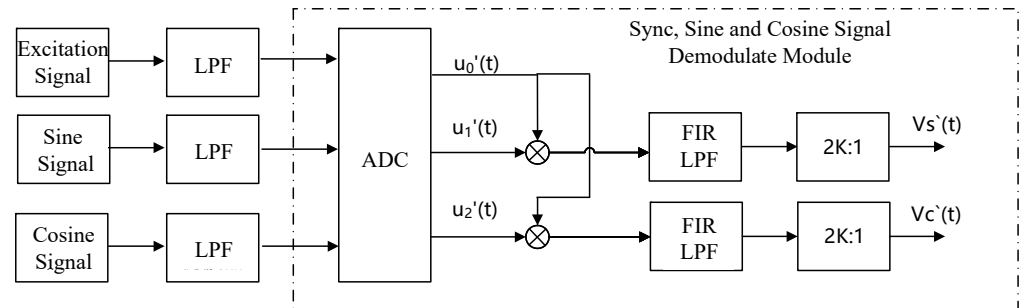 Sync, Sine and Cosine Signal
Demodulate Module
Excitation
Signal
LPF
u₀'(t)
Sine
Signal
LPF
ADC
u₁'(t)
FIR
LPF
2K:1
Vs`(t)
Cosine
Signal
LPF
u₂'(t)
FIR
LPF
2K:1
Vc`(t)